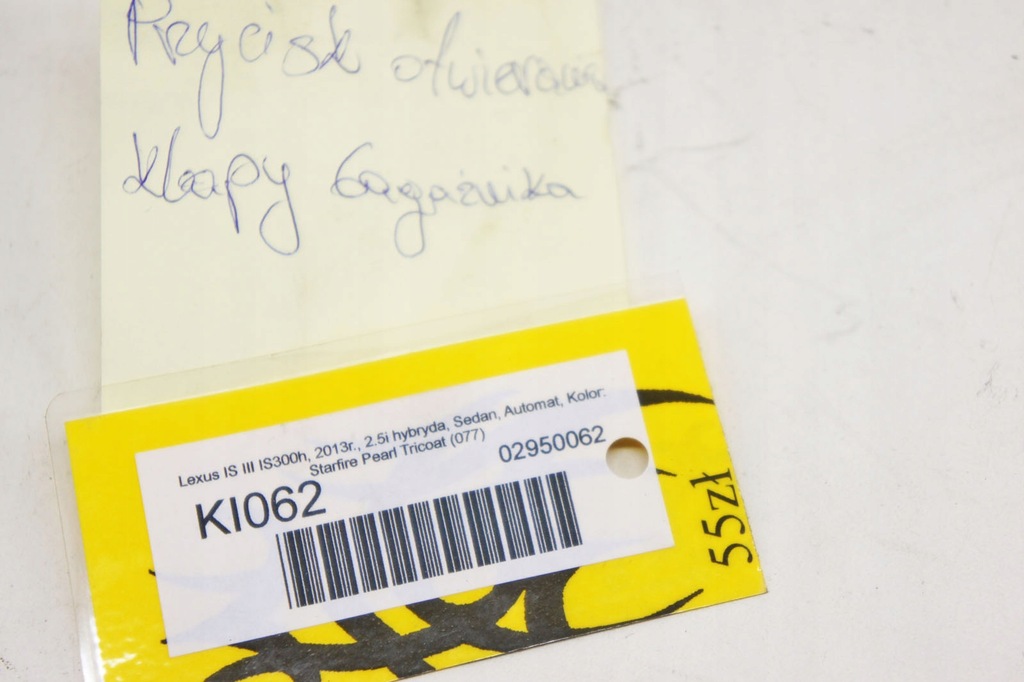 Przycisk otwierania
klapy bagażnika
Lexus IS III IS300h, 2013r., 2.5i hybryda, Sedan, Automat, Kolor:
Starfire Pearl Tricoat (077)
KI062
02950062
55zł